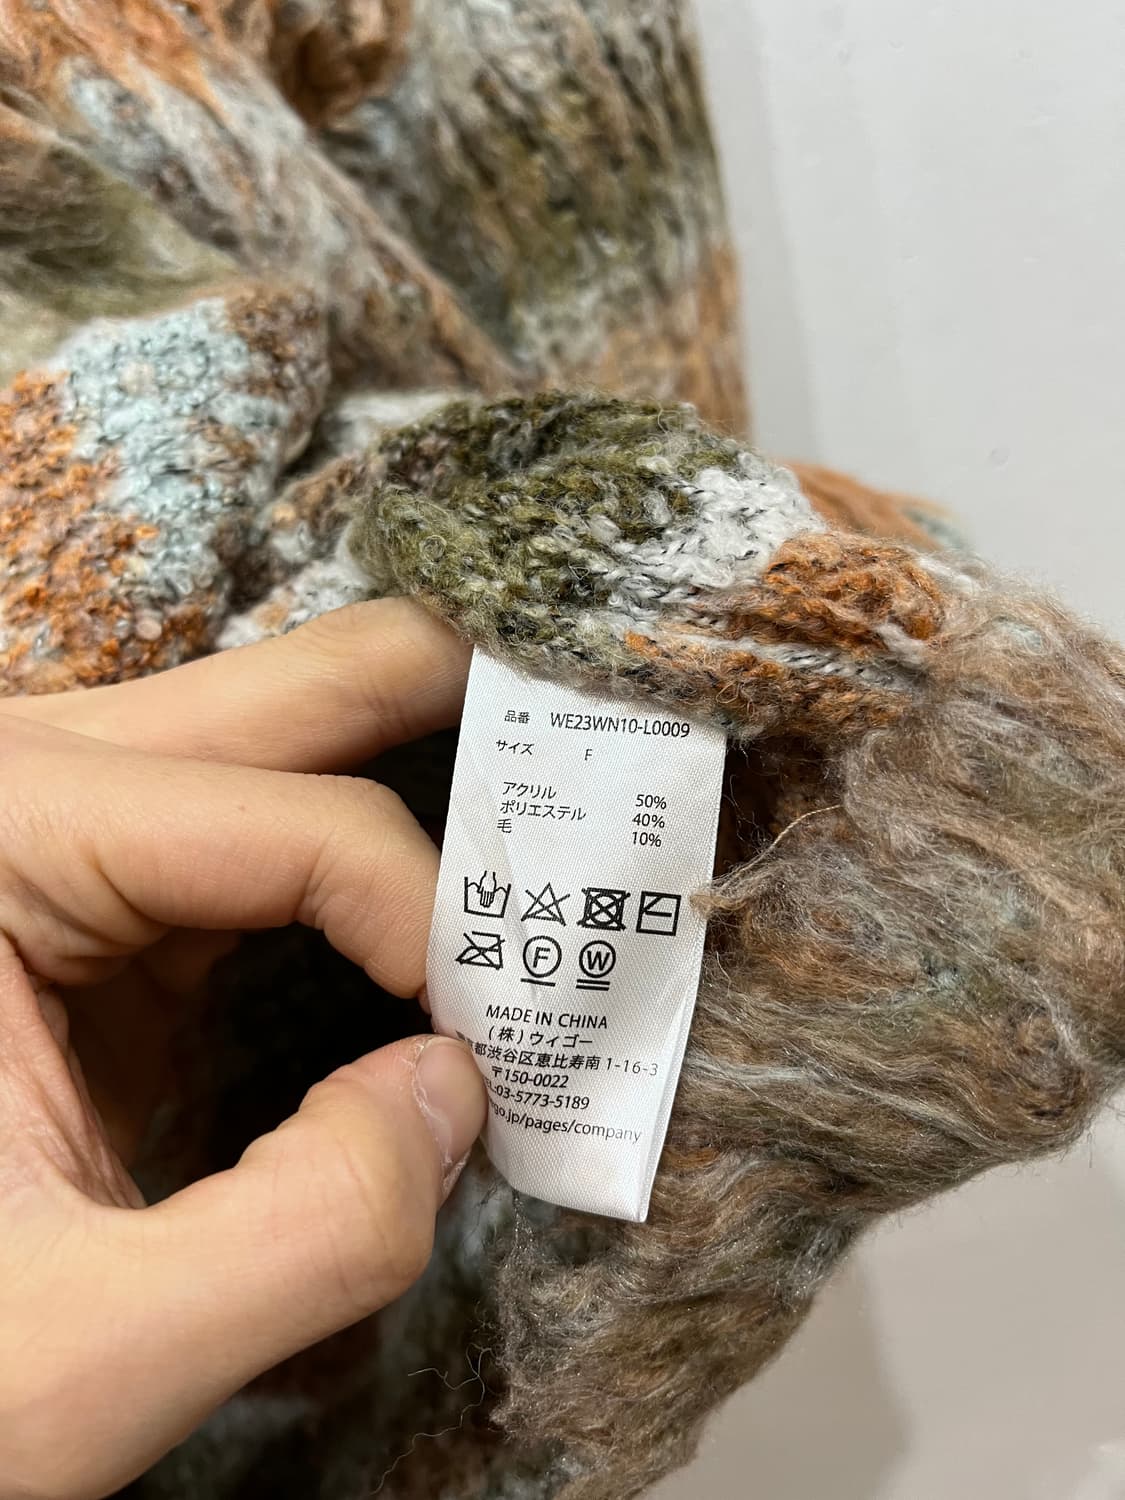 品番 WE23WN10-L0009
サイズ F
アクリル 50%
ポリエステル 40%
毛 10%
F W
MADE IN CHINA
(株)ウィゴー
都渋谷区恵比寿南 1-16-3
〒150-0022
03-5773-5189
go.jp/pages/company